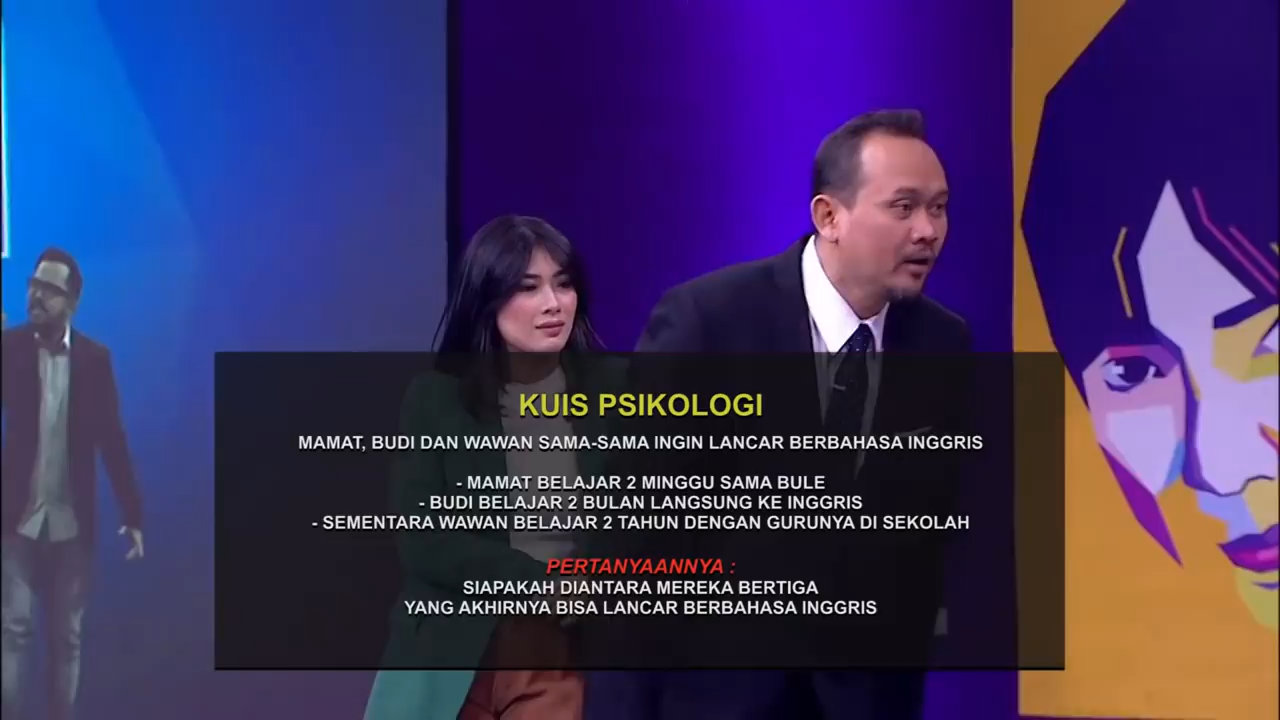 KUIS PSIKOLOGI
MAMAT, BUDI DAN WAWAN SAMA-SAMA INGIN LANCAR BERBAHASA INGGRIS
- MAMAT BELAJAR 2 MINGGU SAMA BULE
- BUDI BELAJAR 2 BULAN LANGSUNG KE INGGRIS
- SEMENTARA WAWAN BELAJAR 2 TAHUN DENGAN GURUNYA DI SEKOLAH
PERTANYAANNYA :
SIAPAKAH DIANTARA MEREKA BERTIGA
YANG AKHIRNYA BISA LANCAR BERBAHASA INGGRIS